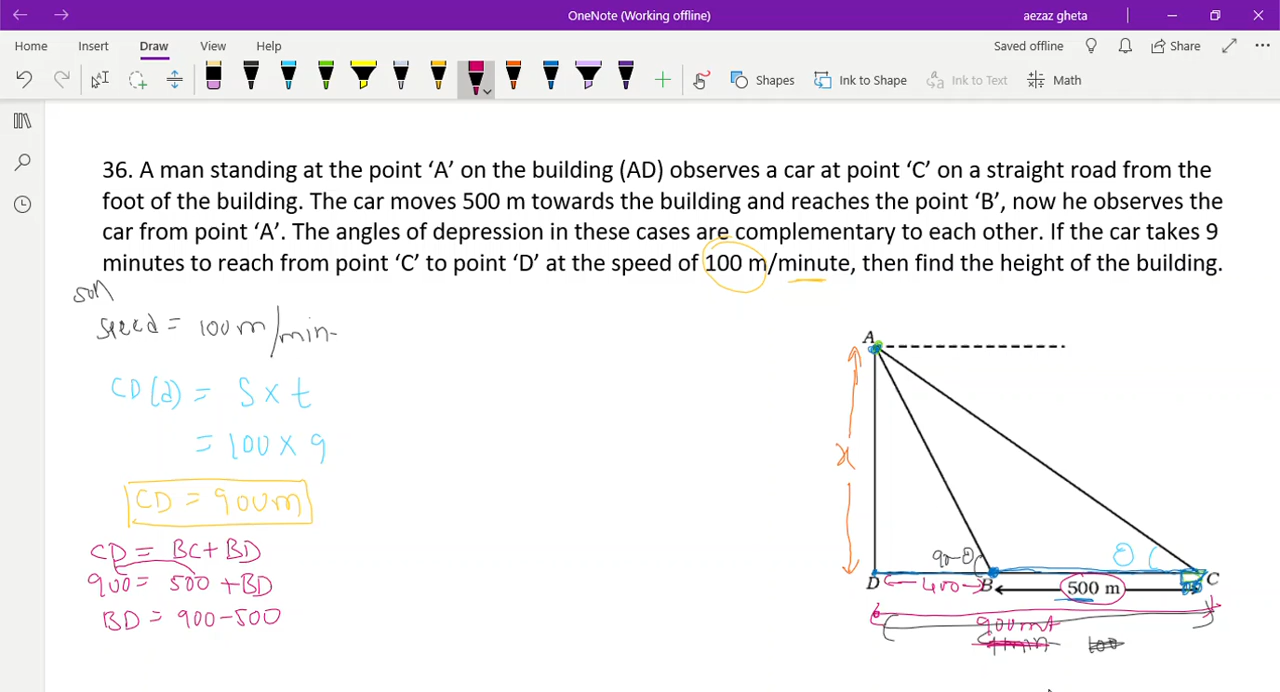 OneNote (Working offline)
aezaz gheta
Home Insert Draw View Help
Saved offline
Share
Shapes
Ink to Shape
Ink to Text
Math
36. A man standing at the point ‘A’ on the building (AD) observes a car at point ‘C’ on a straight road from the
foot of the building. The car moves 500 m towards the building and reaches the point ‘B’, now he observes the
car from point ‘A’. The angles of depression in these cases are complementary to each other. If the car takes 9
minutes to reach from point ‘C’ to point ‘D’ at the speed of 100 m/minute, then find the height of the building.
Speed = 100m/min
CD(d) = S × t
= 100 × 9
CD = 900m
CD = BC + BD
900 = 500 + BD
BD = 900-500
A
x
90-θ
θ
D
400
B
500 m
C
900mt
100